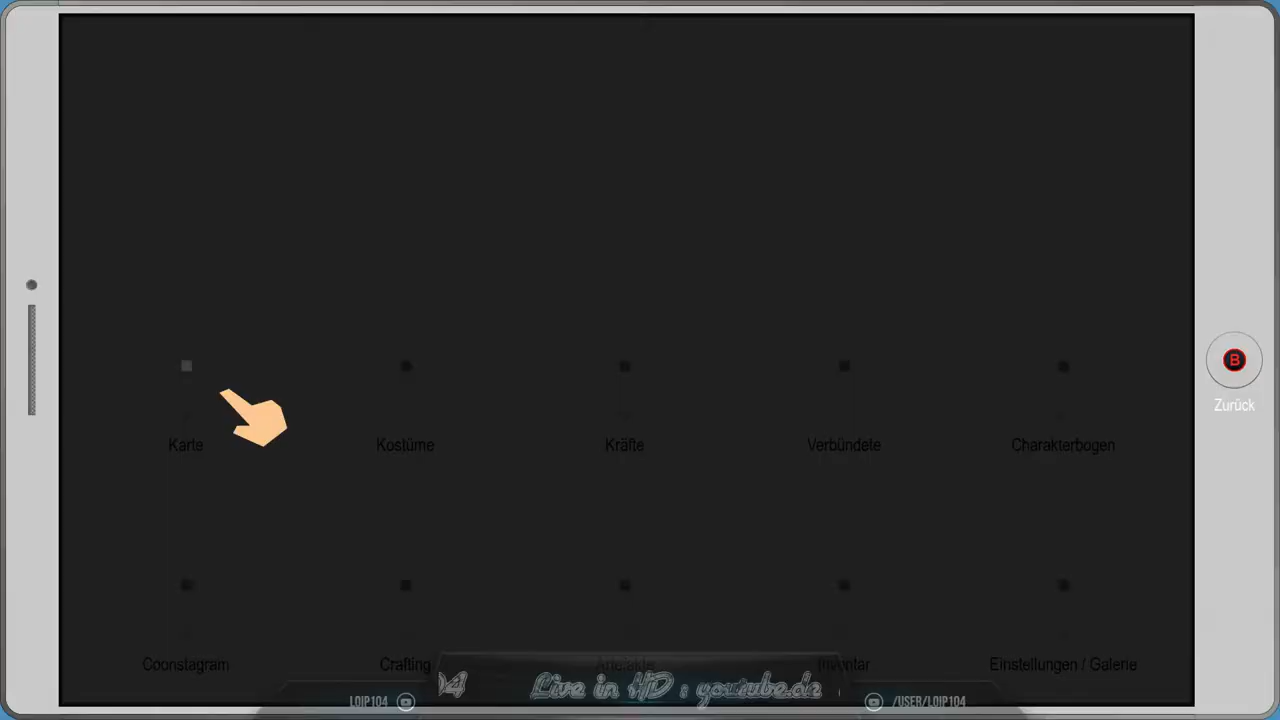 B
Zurück
Karte
Kostüme
Kräfte
Verbündete
Charakterbogen
Coonstagram
Crafting
Artefakte
Inventar
Einstellungen / Galerie
Live in HD : youtube.de
LOIP104
/USER/LOIP104